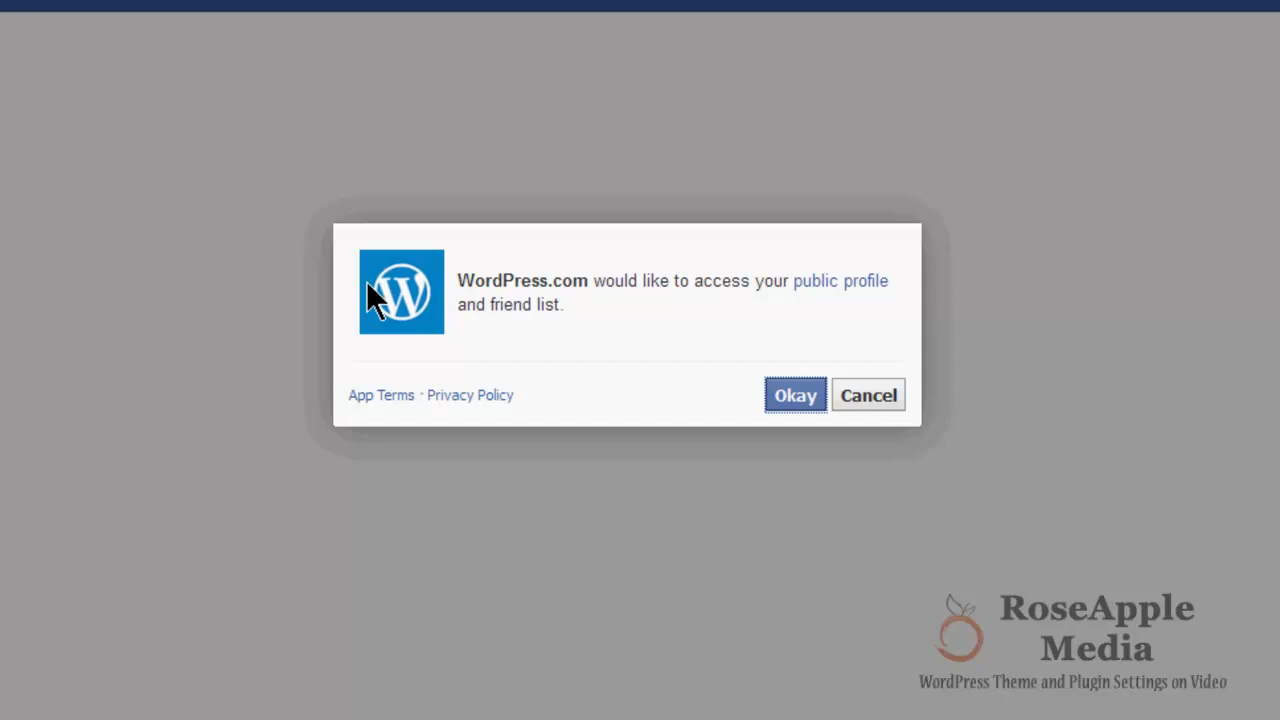 WordPress.com would like to access your public profile
and friend list.
App Terms · Privacy Policy
Okay
Cancel
RoseApple
Media
WordPress Theme and Plugin Settings on Video